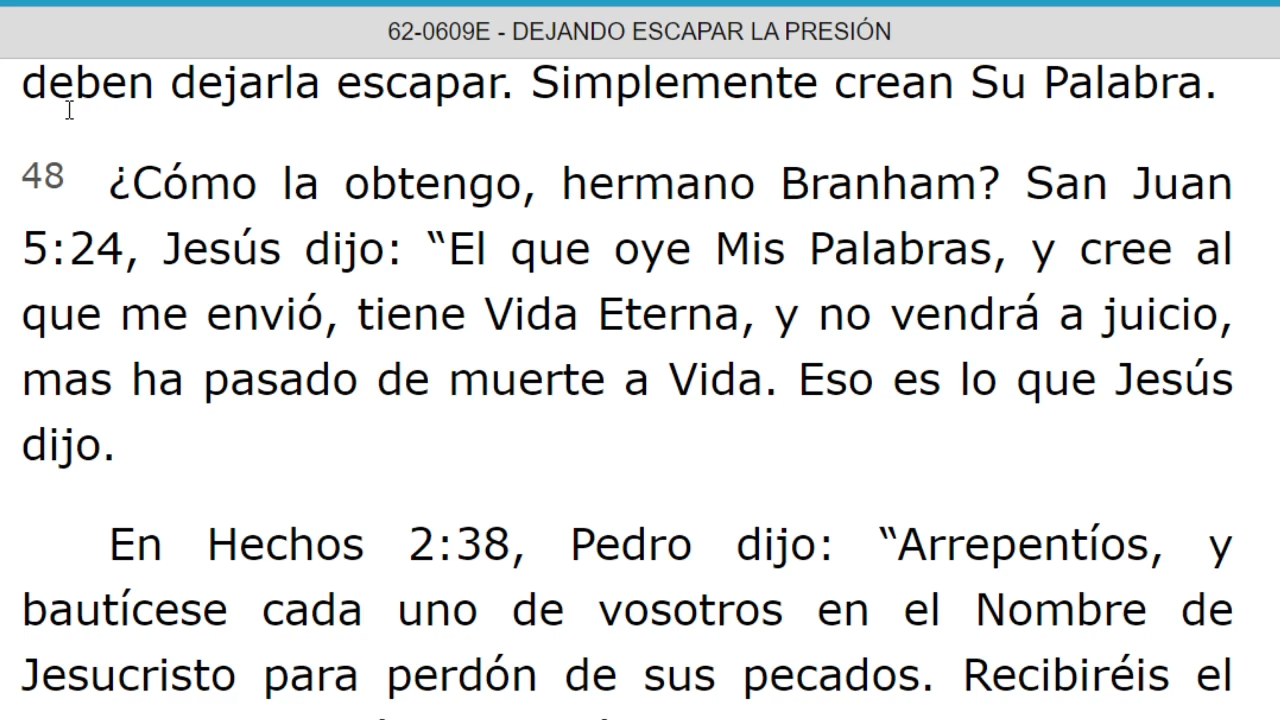 62-0609E - DEJANDO ESCAPAR LA PRESIÓN
deben dejarla escapar. Simplemente crean Su Palabra.
48 ¿Cómo la obtengo, hermano Branham? San Juan
5:24, Jesús dijo: “El que oye Mis Palabras, y cree al
que me envió, tiene Vida Eterna, y no vendrá a juicio,
mas ha pasado de muerte a Vida. Eso es lo que Jesús
dijo.
En Hechos 2:38, Pedro dijo: “Arrepentíos, y
bautícese cada uno de vosotros en el Nombre de
Jesucristo para perdón de sus pecados. Recibiréis el